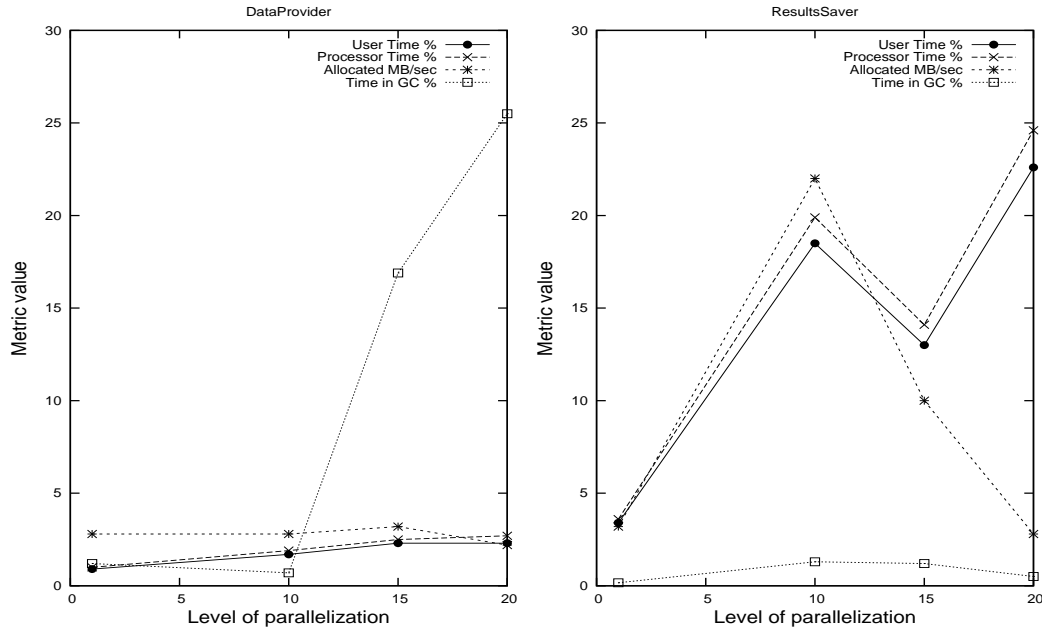 DataProvider
30
25
20
15
10
5
0
Metric value
User Time %
Processor Time %
Allocated MB/sec
Time in GC %
0 5 10 15 20
Level of parallelization
ResultsSaver
30
25
20
15
10
5
0
Metric value
User Time %
Processor Time %
Allocated MB/sec
Time in GC %
0 5 10 15 20
Level of parallelization